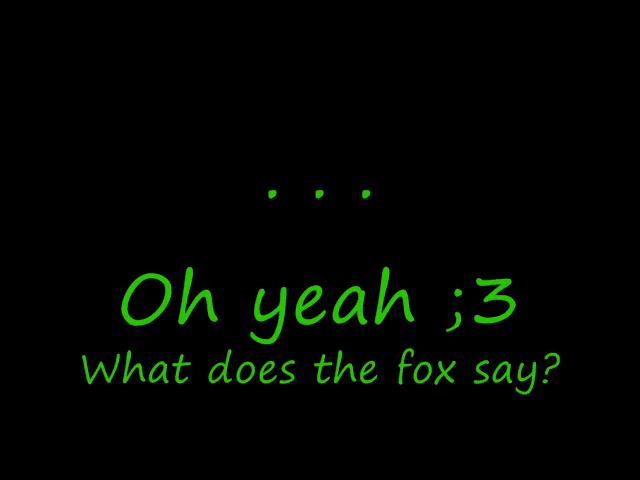 . . .
Oh yeah ;3
What does the fox say?